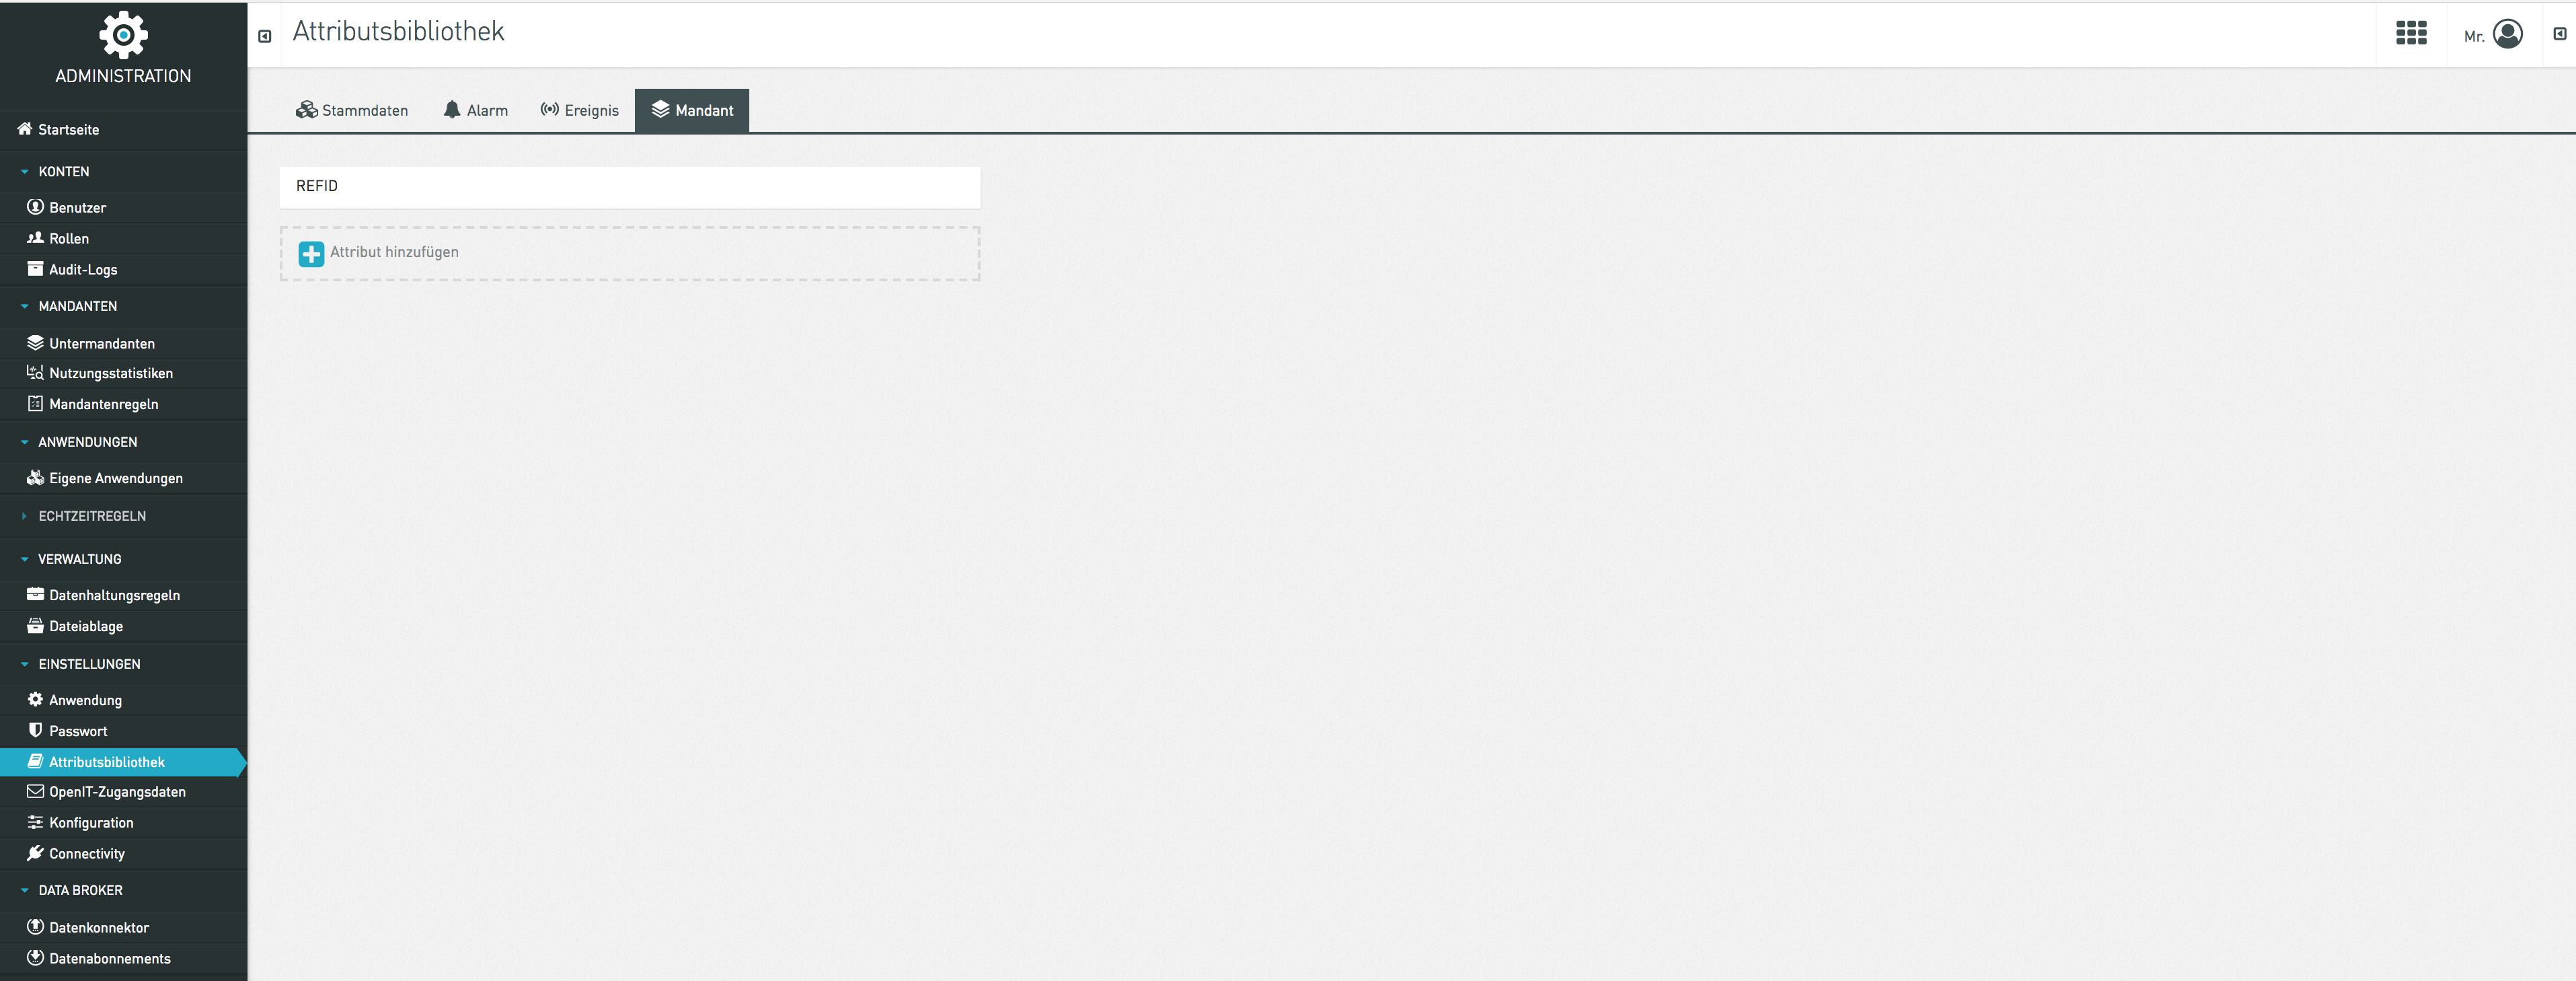 ADMINISTRATION
Startseite
KONTEN
Benutzer
Rollen
Audit-Logs
MANDANTEN
Untermandanten
Nutzungsstatistiken
Mandantenregeln
ANWENDUNGEN
Eigene Anwendungen
ECHTZEITREGELN
VERWALTUNG
Datenhaltungsregeln
Dateiablage
EINSTELLUNGEN
Anwendung
Passwort
Attributsbibliothek
OpenIT-Zugangsdaten
Konfiguration
Connectivity
DATA BROKER
Datenkonnektor
Datenabonnements
Attributsbibliothek
Mr.
Stammdaten Alarm Ereignis Mandant
REFID
Attribut hinzufügen